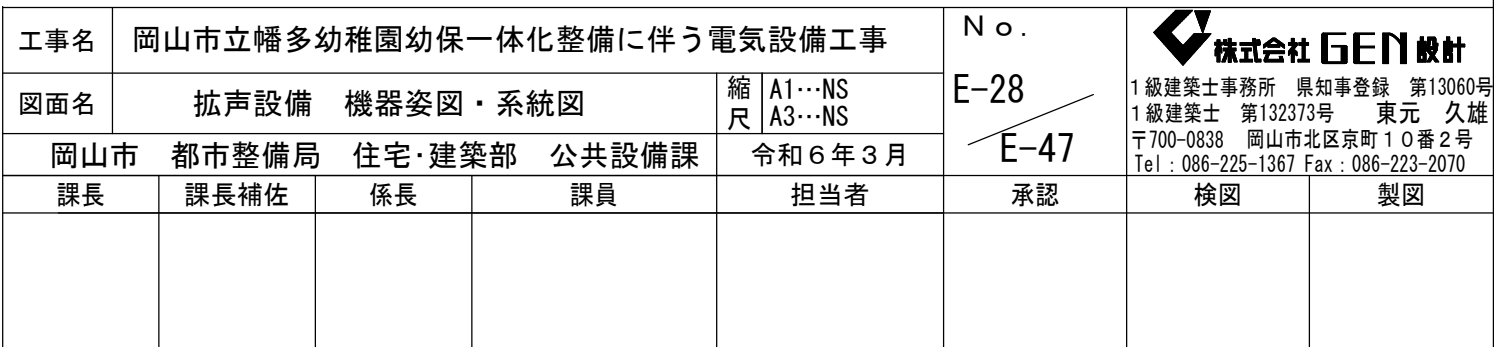 工事名 岡山市立幡多幼稚園幼保一体化整備に伴う電気設備工事
Ｎｏ.
株式会社 GEN設計
図面名 拡声設備 機器姿図・系統図
縮尺
A1…NS
A3…NS
E-28
E-47
1級建築士事務所 県知事登録 第13060号
1級建築士 第132373号 東元 久雄
〒700-0838 岡山市北区京町１０番２号
Tel：086-225-1367 Fax：086-223-2070
岡山市 都市整備局 住宅･建築部 公共設備課 令和６年３月
課長 課長補佐 係長 課員 担当者 承認 検図 製図